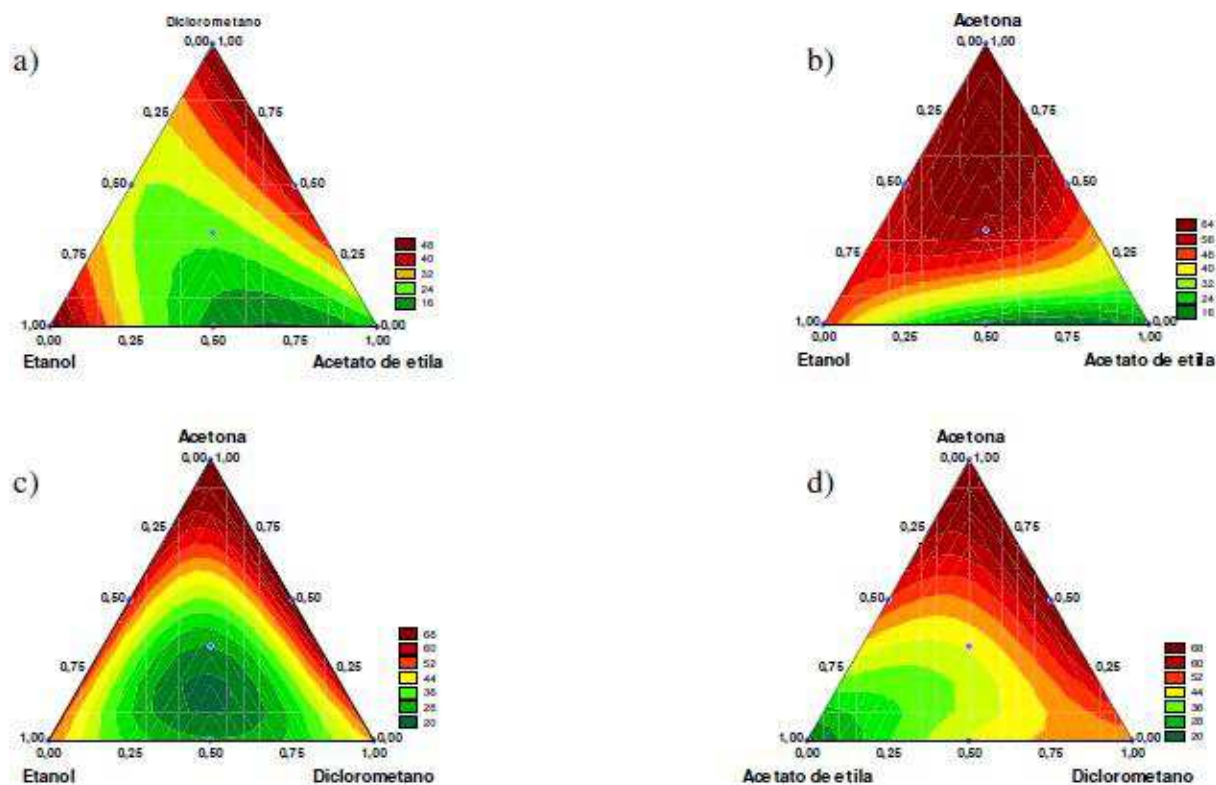 a)
Diclorometano
0,00 1,00
0,25 0,75
0,50 0,50
0,75 0,25
1,00 0,00
0,00 0,25 0,50 0,75 1,00
Etanol Acetato de etila
48
40
32
24
16
b)
Acetona
0,00 1,00
0,25 0,75
0,50 0,50
0,75 0,25
1,00 0,00
0,00 0,25 0,50 0,75 1,00
Etanol Acetato de etila
64
56
48
40
32
24
16
c)
Acetona
0,00 1,00
0,25 0,75
0,50 0,50
0,75 0,25
1,00 0,00
0,00 0,25 0,50 0,75 1,00
Etanol Diclorometano
68
60
52
44
36
28
20
d)
Acetona
0,00 1,00
0,25 0,75
0,50 0,50
0,75 0,25
1,00 0,00
0,00 0,25 0,50 0,75 1,00
Acetato de etila Diclorometano
68
60
52
44
36
28
20